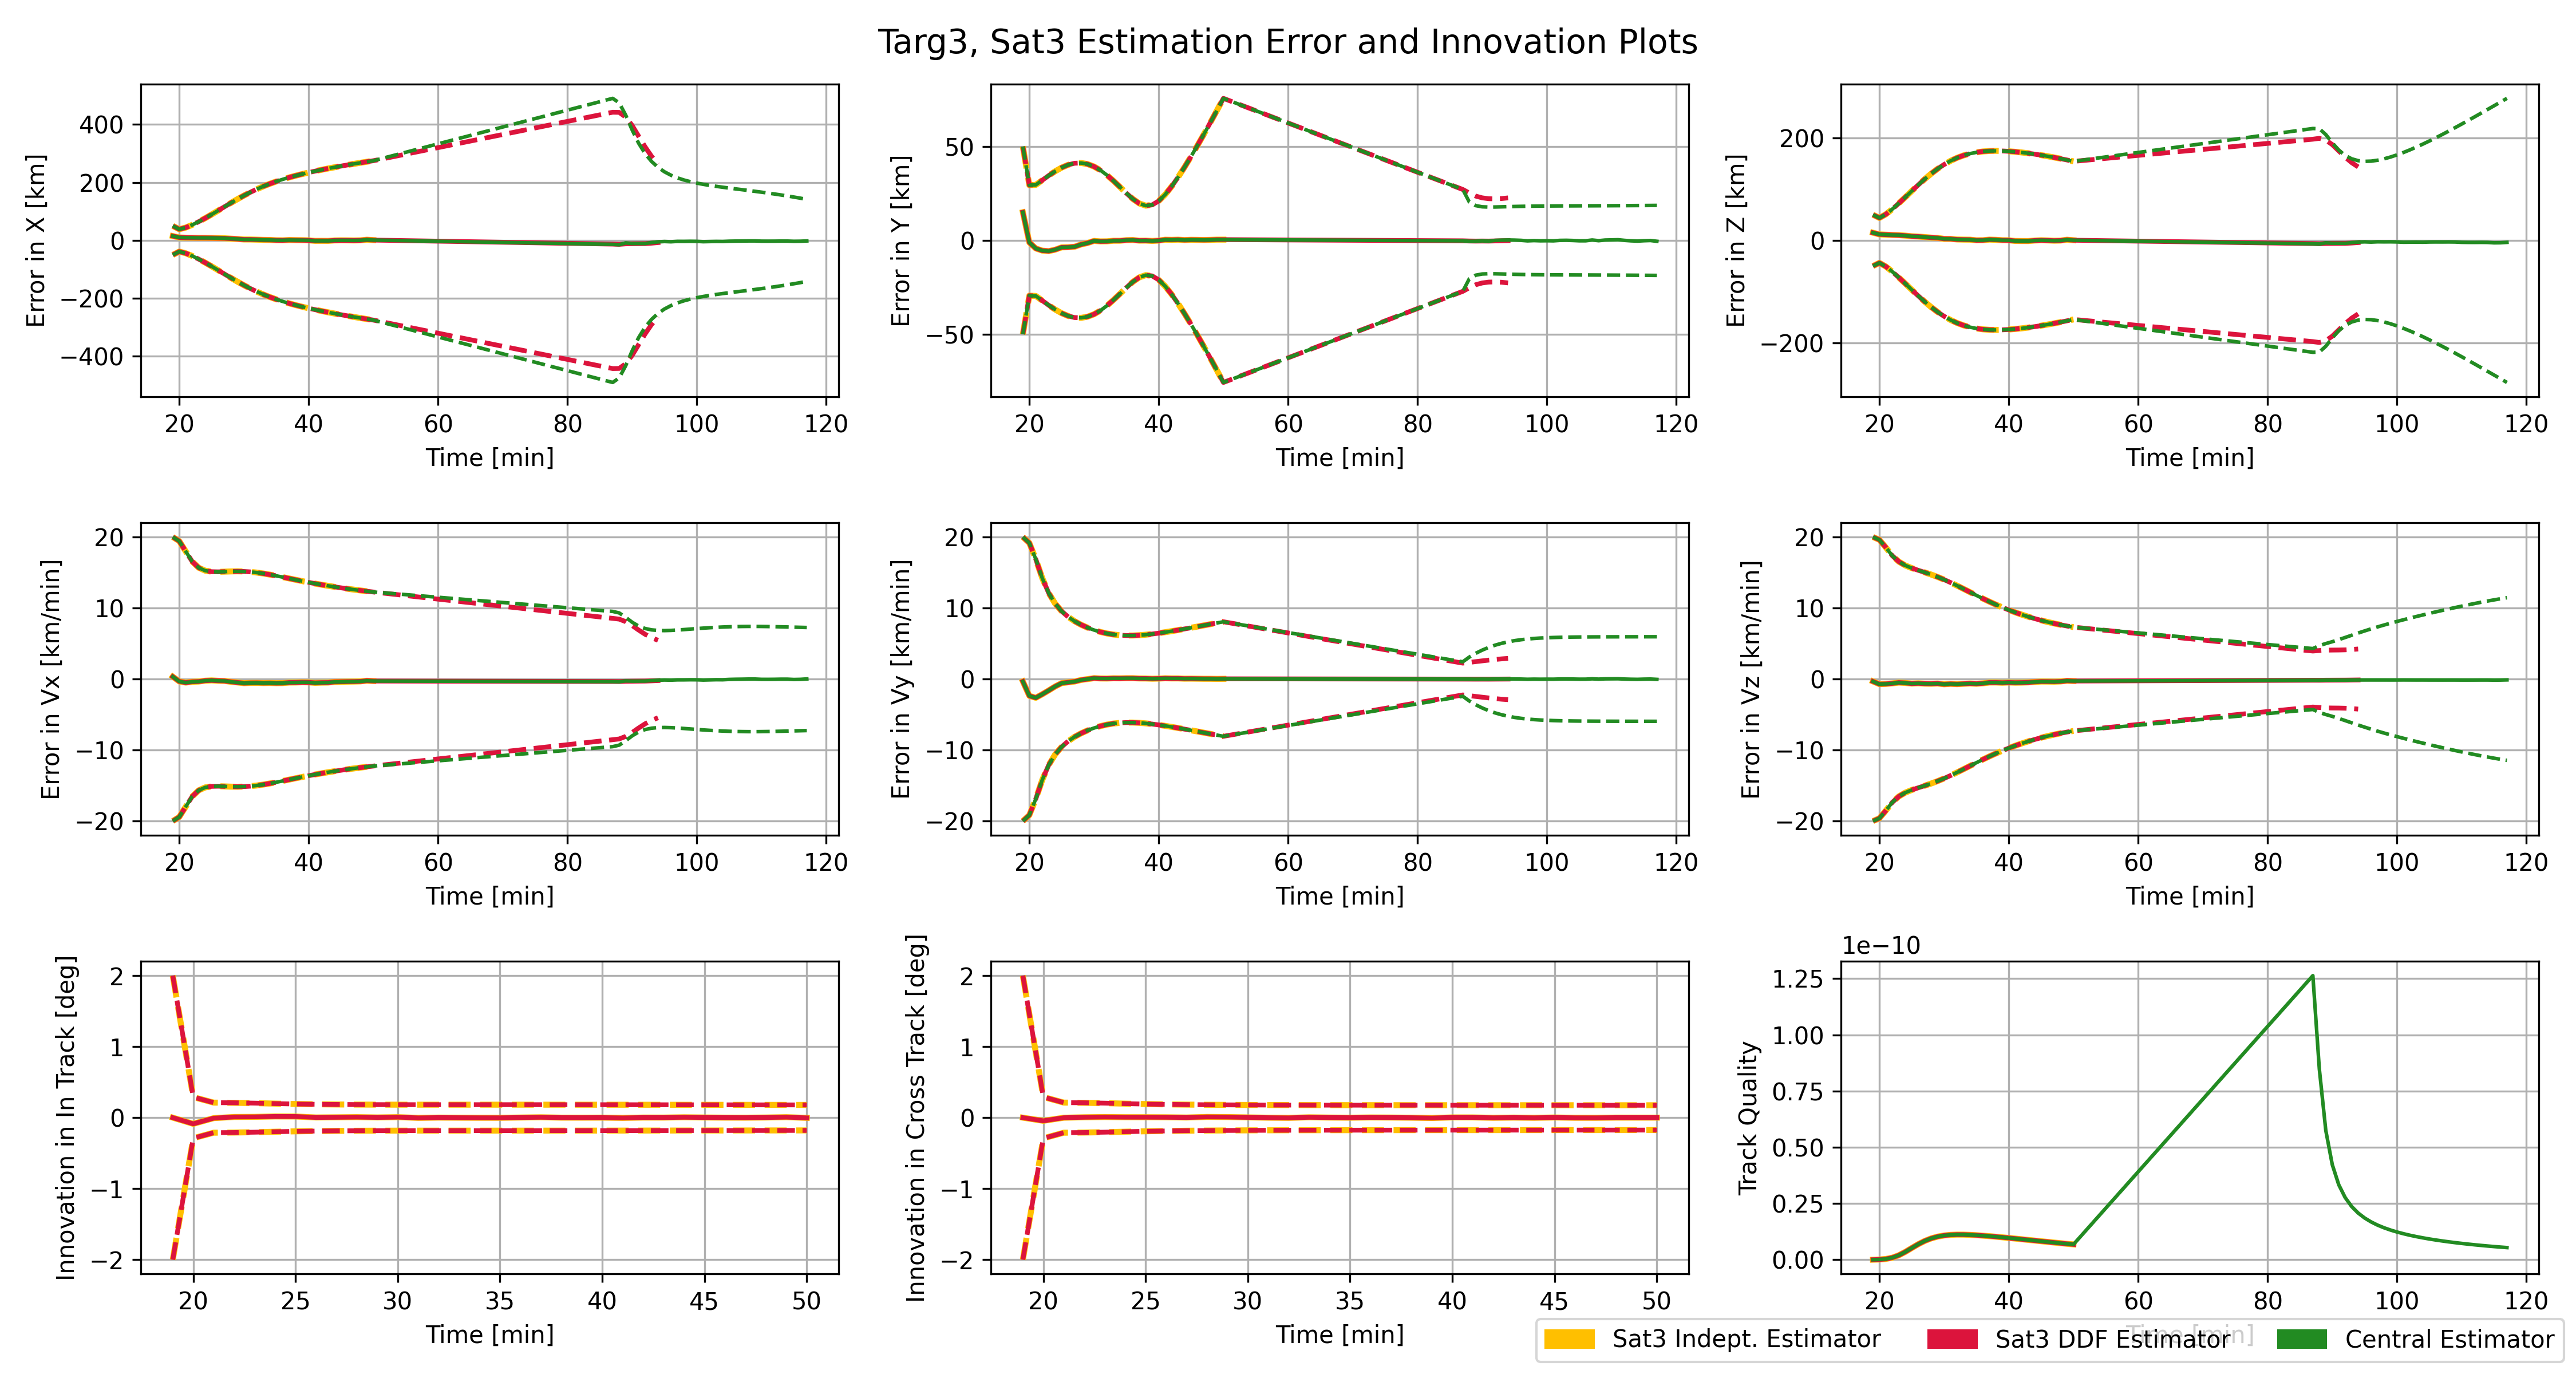 Targ3, Sat3 Estimation Error and Innovation Plots
Error in X [km]
400
200
0
−200
−400
20 40 60 80 100 120
Time [min]
Error in Y [km]
50
0
−50
20 40 60 80 100 120
Time [min]
Error in Z [km]
200
0
−200
20 40 60 80 100 120
Time [min]
Error in Vx [km/min]
20
10
0
−10
−20
20 40 60 80 100 120
Time [min]
Error in Vy [km/min]
20
10
0
−10
−20
20 40 60 80 100 120
Time [min]
Error in Vz [km/min]
20
10
0
−10
−20
20 40 60 80 100 120
Time [min]
Innovation in In Track [deg]
2
1
0
−1
−2
20 25 30 35 40 45 50
Time [min]
Innovation in Cross Track [deg]
2
1
0
−1
−2
20 25 30 35 40 45 50
Time [min]
1e−10
Track Quality
1.25
1.00
0.75
0.50
0.25
0.00
20 40 60 80 100 120
Time [min]
Sat3 Indept. Estimator
Sat3 DDF Estimator
Central Estimator